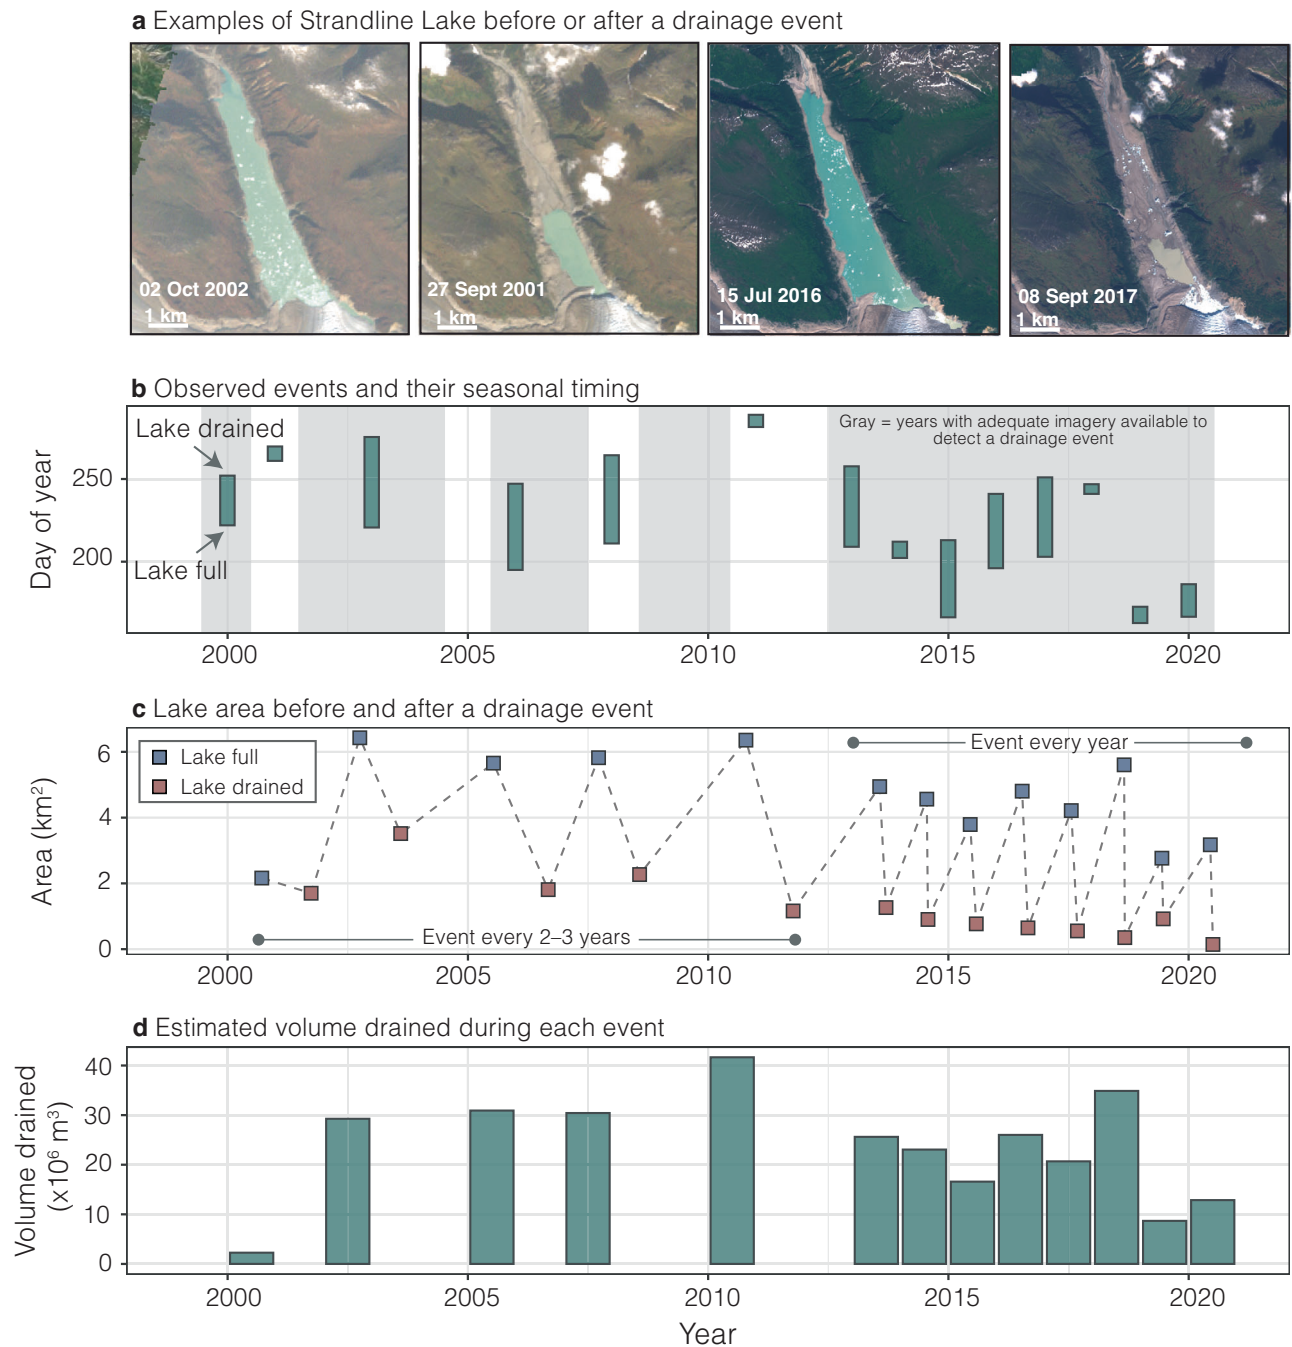 a Examples of Strandline Lake before or after a drainage event
02 Oct 2002
1 km
27 Sept 2001
1 km
15 Jul 2016
1 km
08 Sept 2017
1 km
b Observed events and their seasonal timing
Lake drained
Lake full
Gray = years with adequate imagery available to
detect a drainage event
Day of year
250
200
2000 2005 2010 2015 2020
c Lake area before and after a drainage event
Lake full
Lake drained
Event every year
Event every 2–3 years
Area (km²)
6
4
2
0
2000 2005 2010 2015 2020
d Estimated volume drained during each event
Volume drained
(x10⁶ m³)
40
30
20
10
0
2000 2005 2010 2015 2020
Year